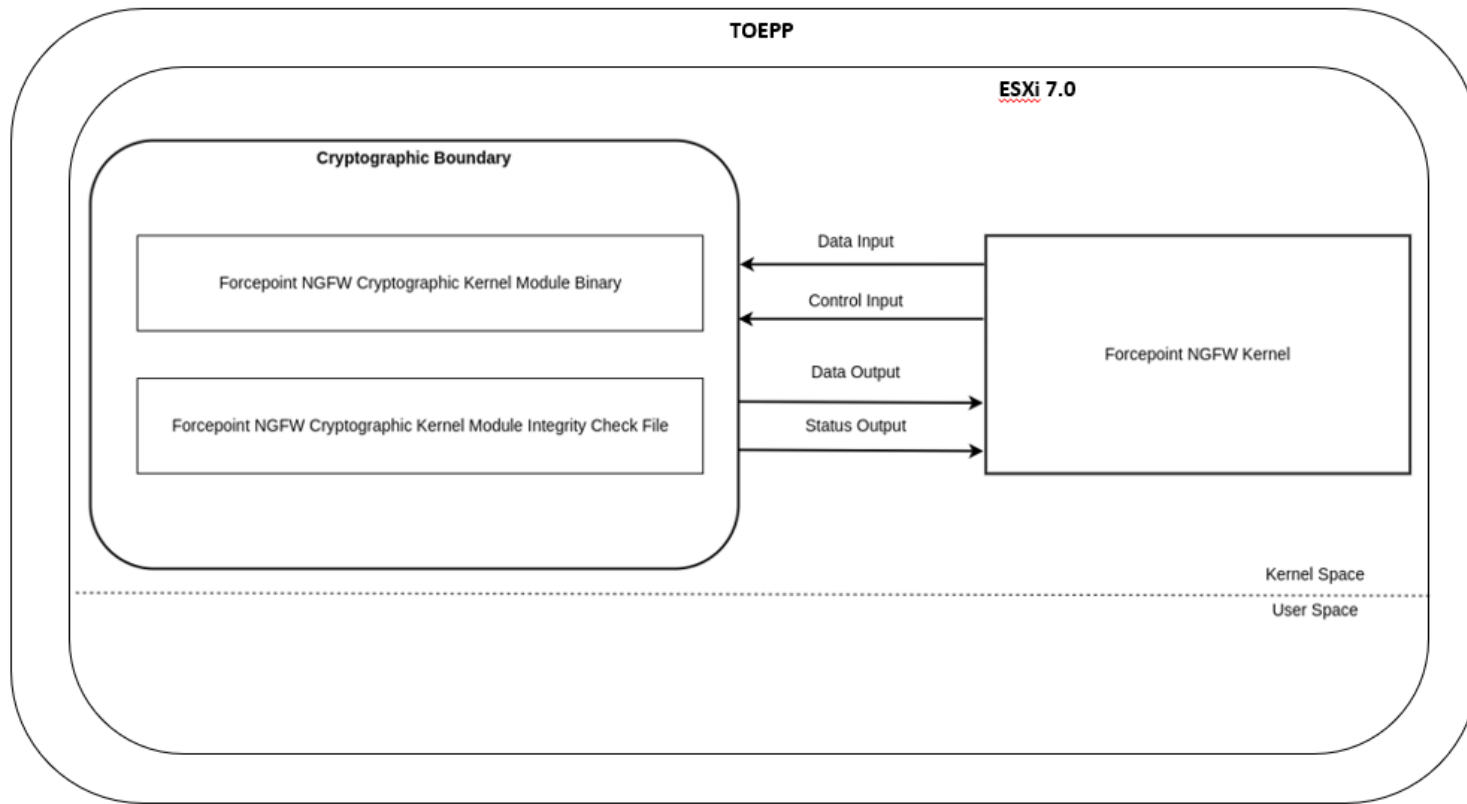 TOEPP
ESXi 7.0
Cryptographic Boundary
Forcepoint NGFW Cryptographic Kernel Module Binary
Forcepoint NGFW Cryptographic Kernel Module Integrity Check File
Data Input
Control Input
Data Output
Status Output
Forcepoint NGFW Kernel
Kernel Space
User Space